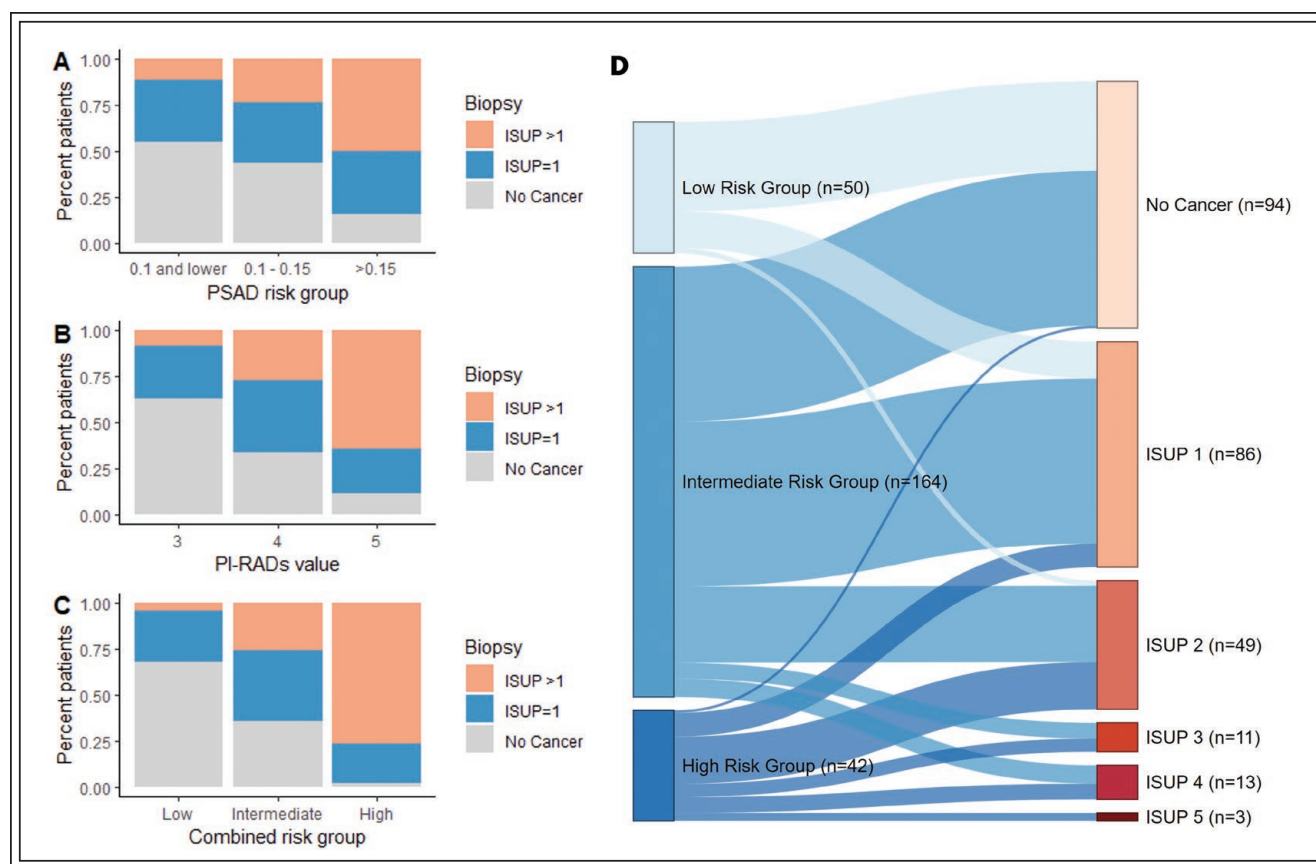 A
1.00
0.75
0.50
0.25
0.00
Percent patients
0.1 and lower
0.1 - 0.15
>0.15
PSAD risk group
Biopsy
ISUP >1
ISUP=1
No Cancer
B
1.00
0.75
0.50
0.25
0.00
Percent patients
3
4
5
PI-RADs value
Biopsy
ISUP >1
ISUP=1
No Cancer
C
1.00
0.75
0.50
0.25
0.00
Percent patients
Low
Intermediate
High
Combined risk group
Biopsy
ISUP >1
ISUP=1
No Cancer
D
Low Risk Group (n=50)
Intermediate Risk Group (n=164)
High Risk Group (n=42)
No Cancer (n=94)
ISUP 1 (n=86)
ISUP 2 (n=49)
ISUP 3 (n=11)
ISUP 4 (n=13)
ISUP 5 (n=3)